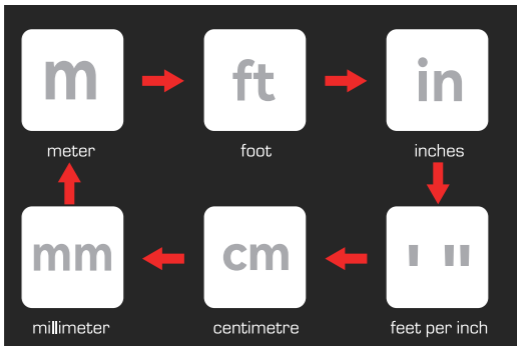 m ft in
meter foot inches
mm cm ' "
millimeter centimetre feet per inch